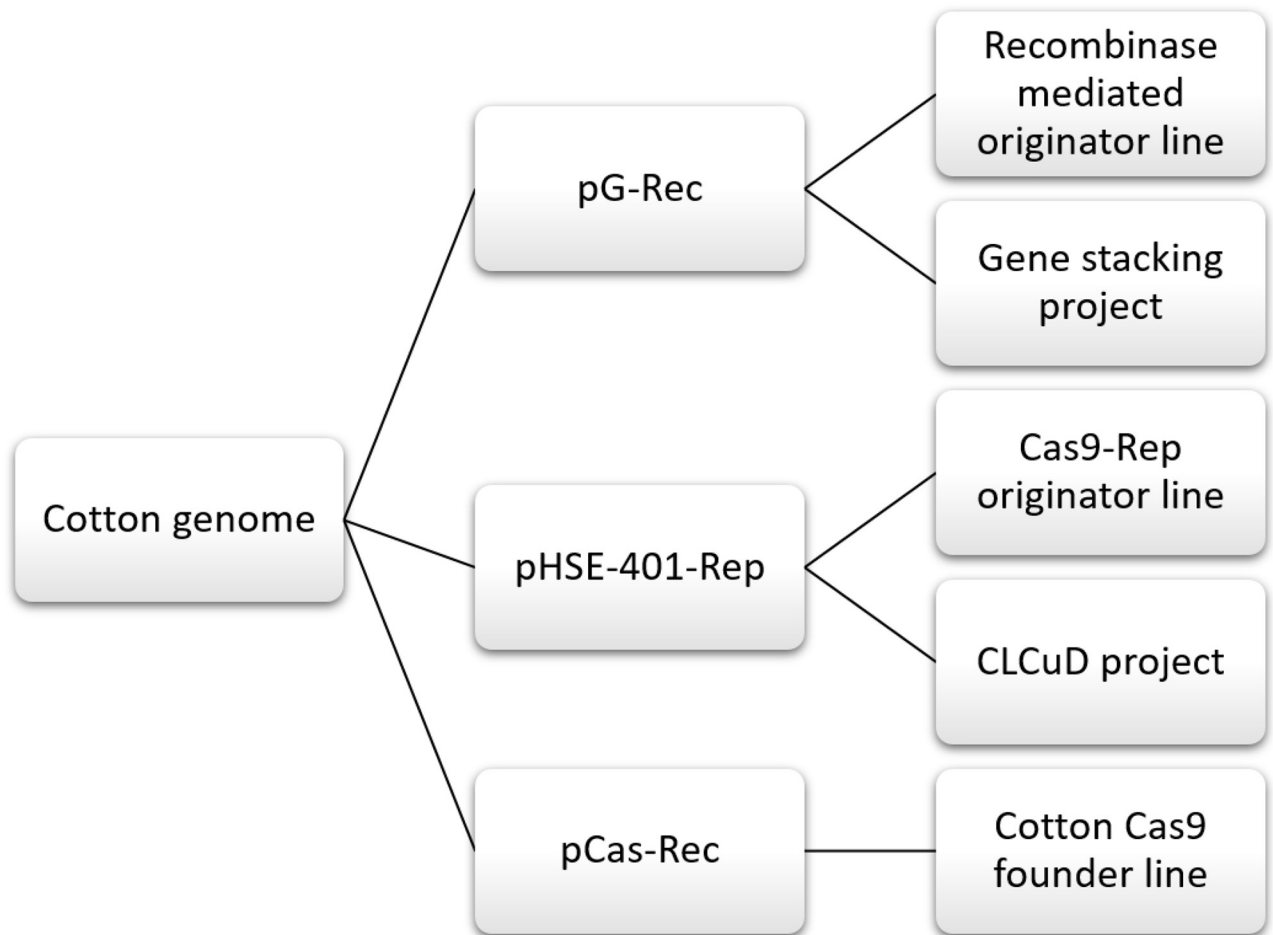 Cotton genome
pG-Rec
Recombinase
mediated
originator line
Gene stacking
project
pHSE-401-Rep
Cas9-Rep
originator line
CLCuD project
pCas-Rec
Cotton Cas9
founder line